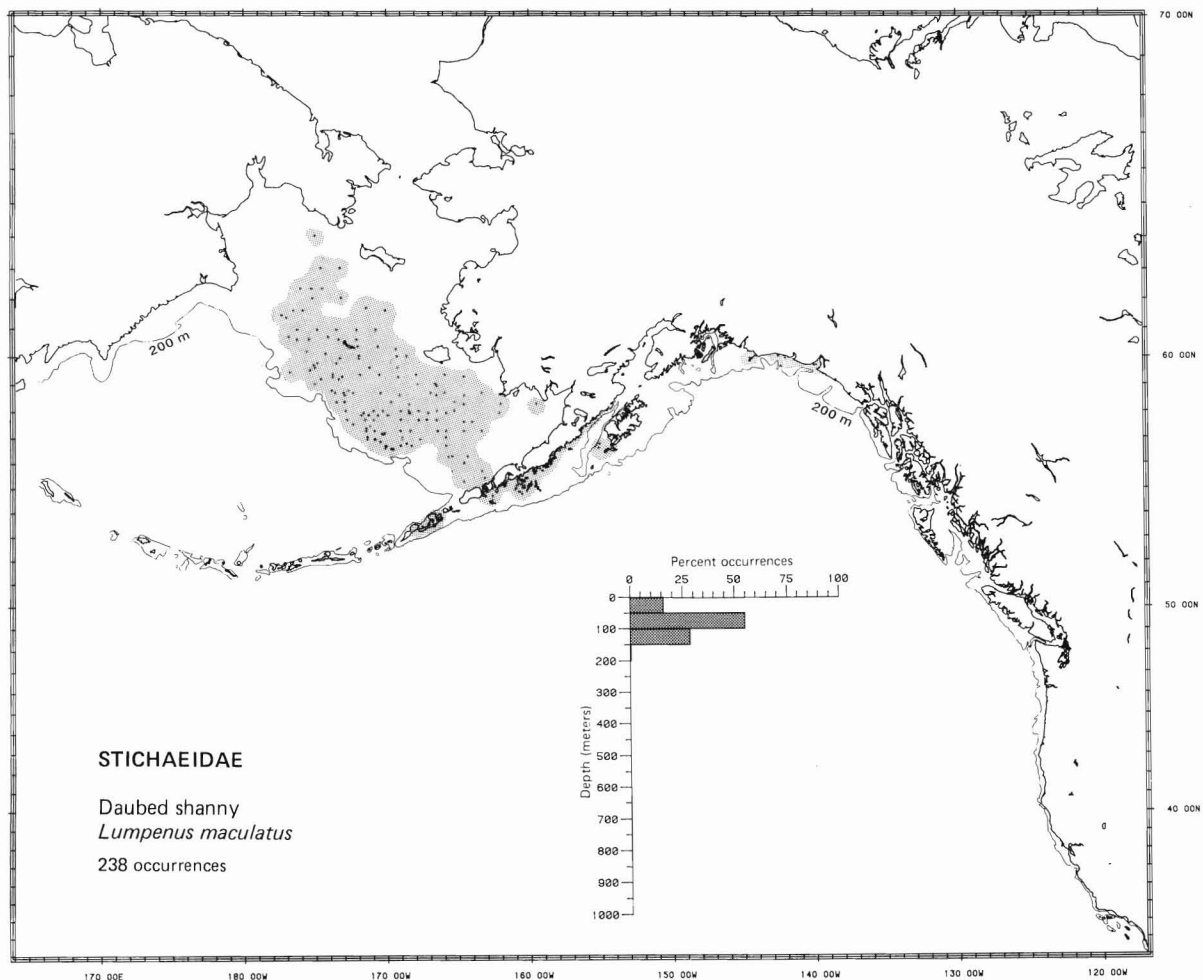 70 00N
200 m
60 00N
200 m
Percent occurrences
0 25 50 75 100
0
100
200
300
400
500
600
700
800
900
1000
Depth (meters)
50 00N
40 00N
STICHAEIDAE
Daubed shanny
Lumpenus maculatus
238 occurrences
170 00E 180 00W 170 00W 160 00W 150 00W 140 00W 130 00W 120 00W